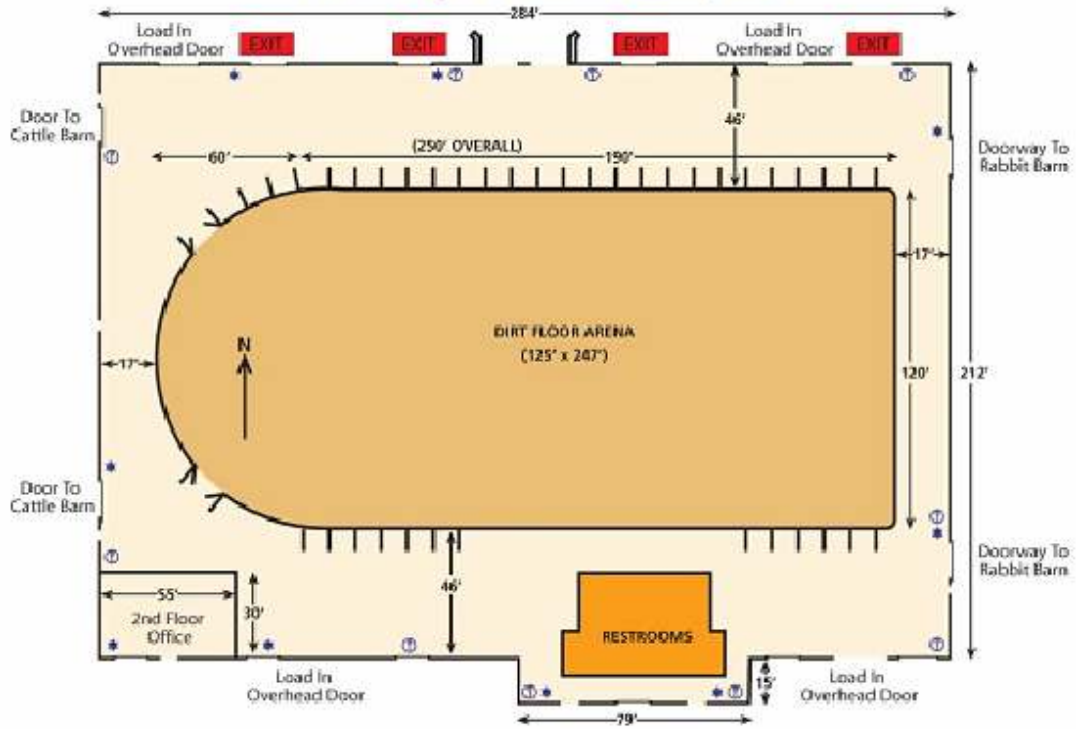 284'
Load In
Overhead Door
EXIT
EXIT
EXIT
Load In
Overhead Door
EXIT
Door To
Cattle Barn
46'
Doorway To
Rabbit Barn
60'
(250' OVERALL)
190'
17'
DIRT FLOOR ARENA
(125' x 247')
N
17'
120'
212'
Door To
Cattle Barn
Doorway To
Rabbit Barn
55'
30'
46'
2nd Floor
Office
RESTROOMS
Load In
Overhead Door
15'
Load In
Overhead Door
79'